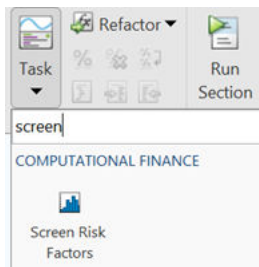 Refactor
Task
Run
Section
screen
COMPUTATIONAL FINANCE
Screen Risk
Factors